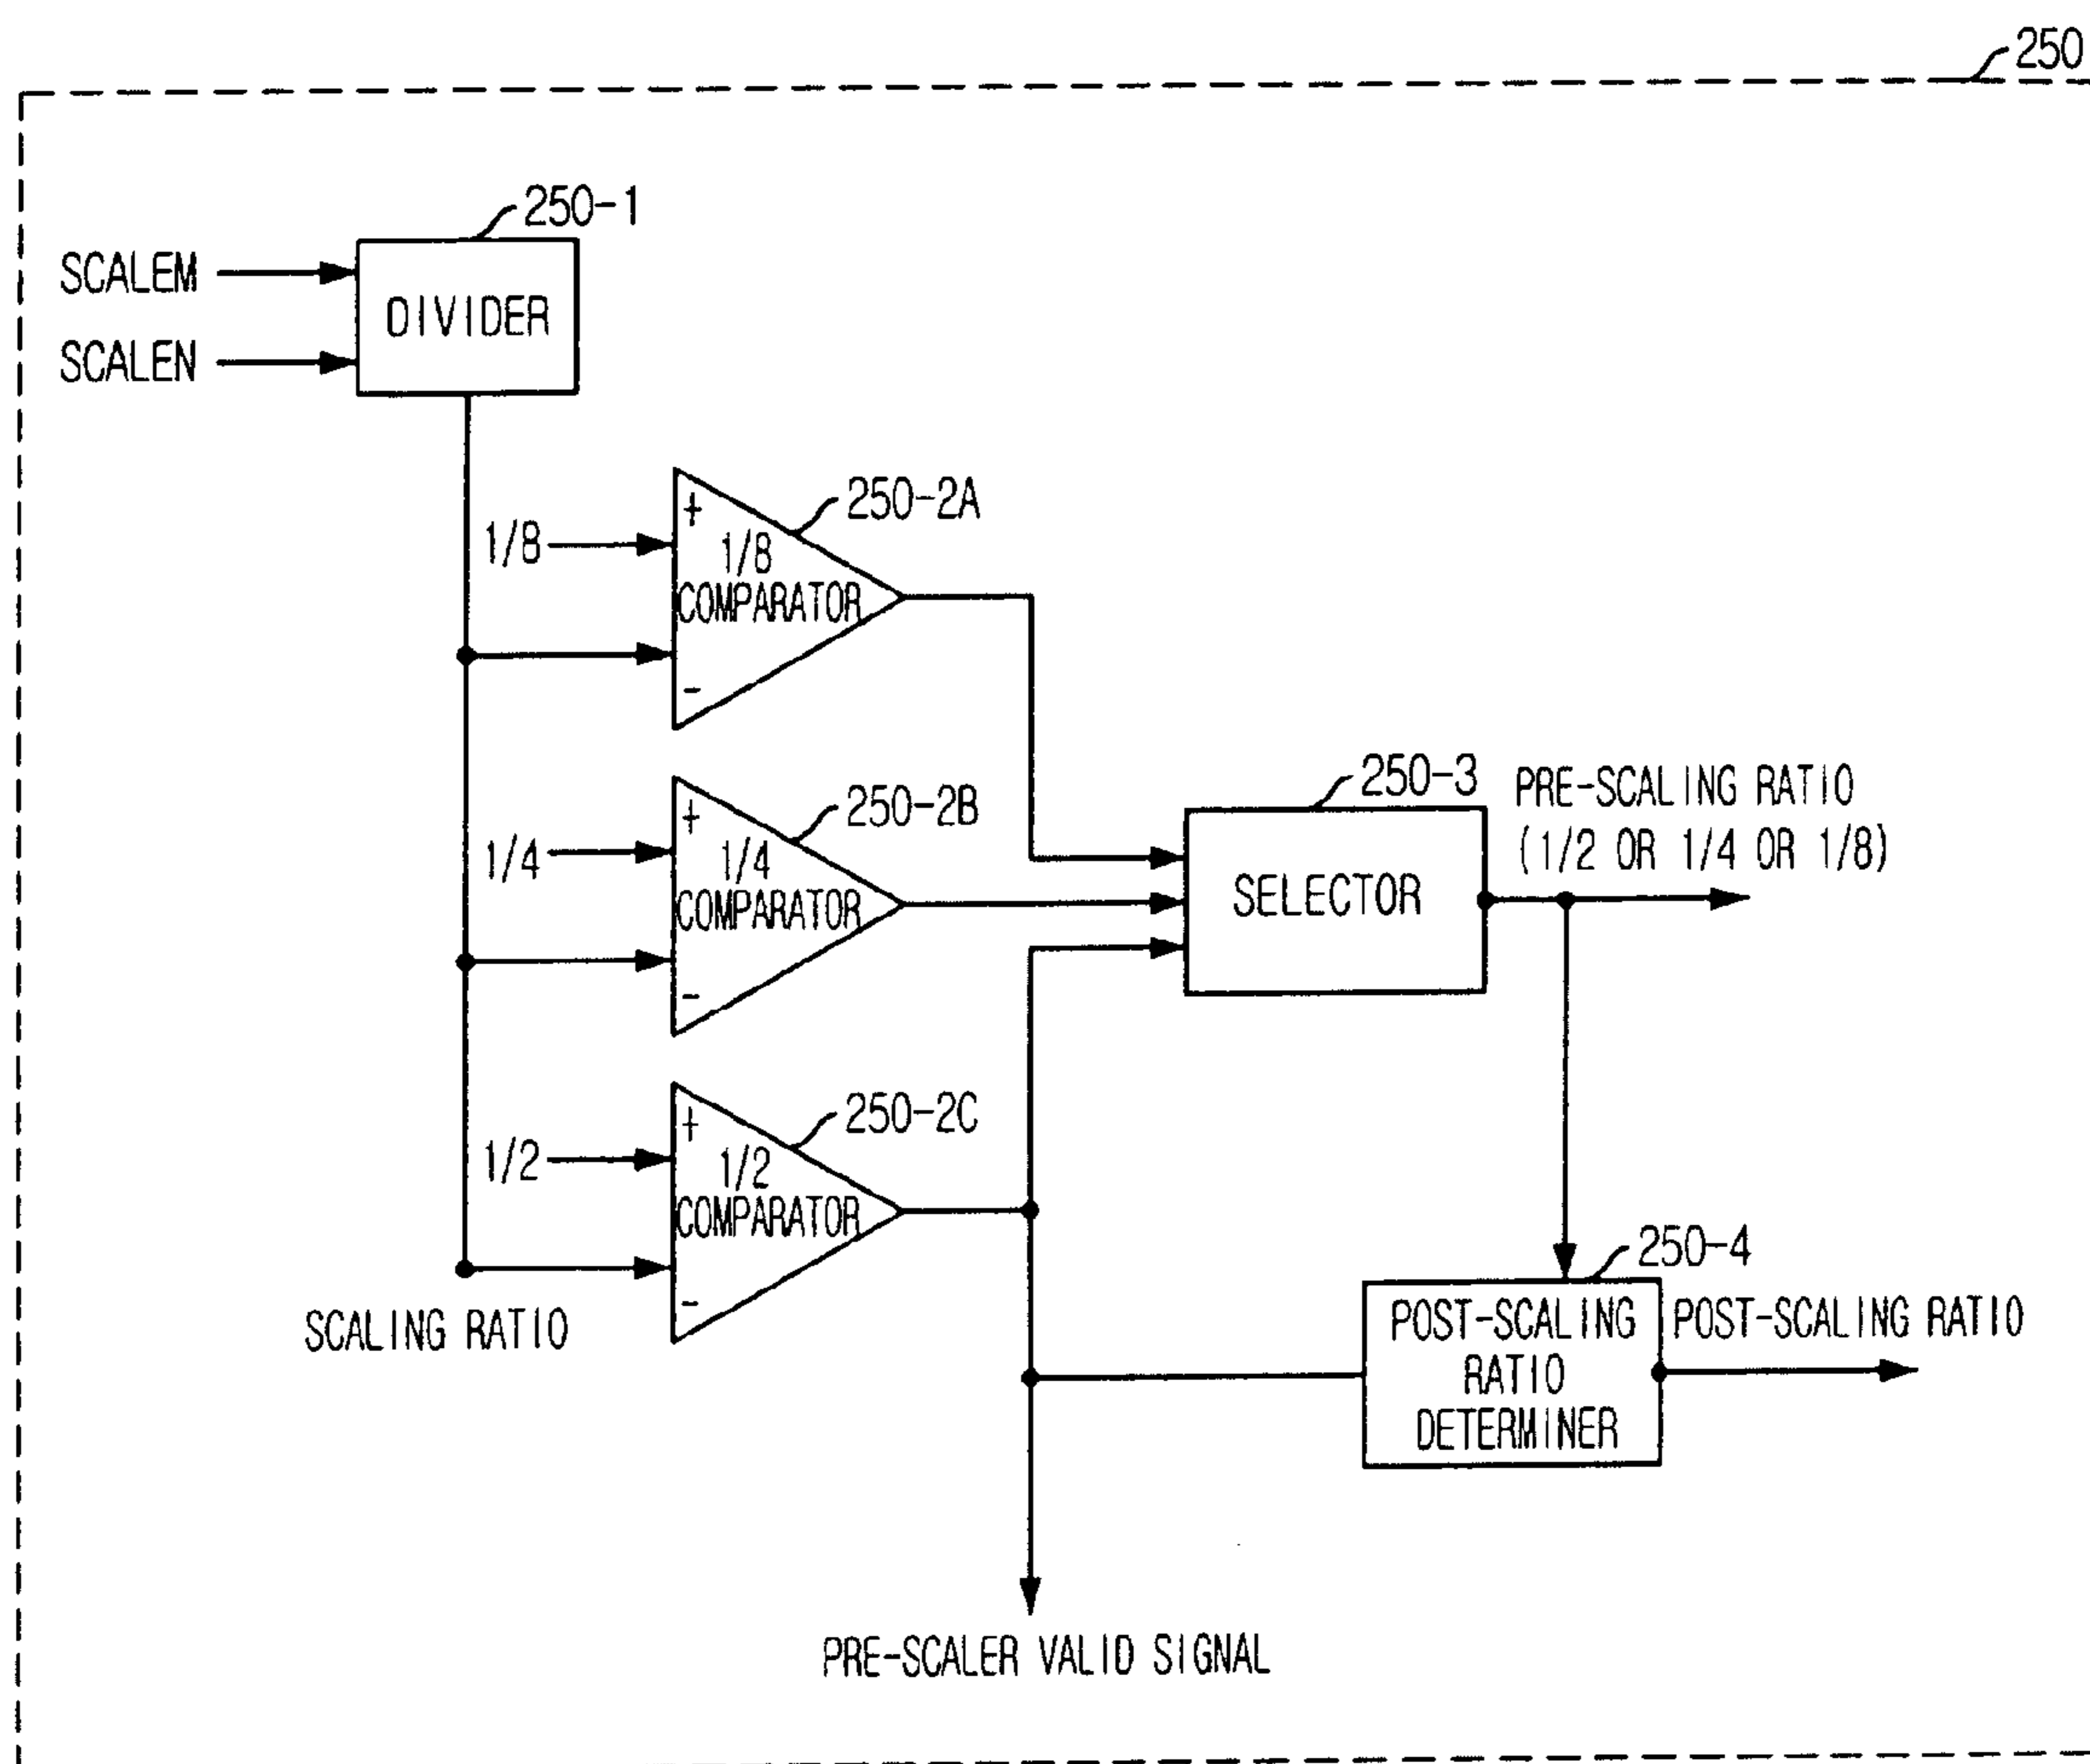 250
250-1
SCALEM
SCALEN
DIVIDER
250-2A
+
1/8
1/8
COMPARATOR
-
250-2B
+
1/4
1/4
COMPARATOR
-
250-3
SELECTOR
PRE-SCALING RATIO
(1/2 OR 1/4 OR 1/8)
250-2C
+
1/2
1/2
COMPARATOR
-
SCALING RATIO
250-4
POST-SCALING
RATIO
DETERMINER
POST-SCALING RATIO
PRE-SCALER VALID SIGNAL